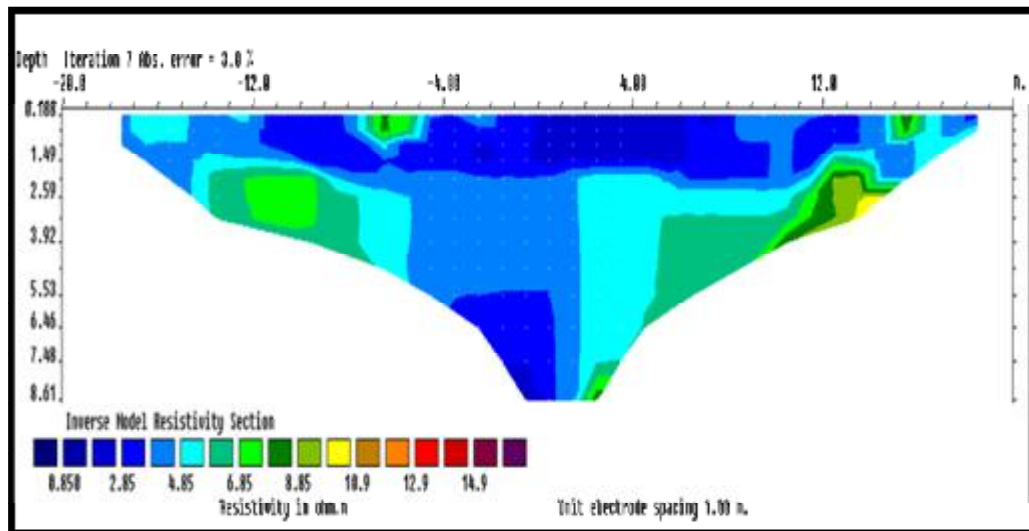 Depth Iteration 7 Abs. error = 3.0 %
-20.0 -12.0 -4.00 4.00 12.0 m.
0.188
1.49
2.59
3.92
5.53
6.46
7.48
8.61
Inverse Model Resistivity Section
0.850 2.85 4.85 6.85 8.85 10.9 12.9 14.9
Resistivity in ohm.m Unit electrode spacing 1.00 m.